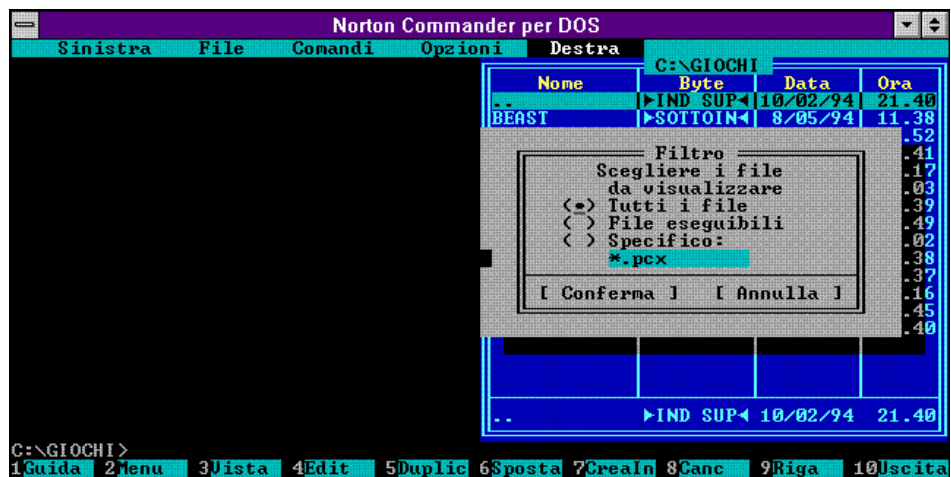 Norton Commander per DOS
Sinistra File Comandi Opzioni Destra
C:\GIOCHI
Nome Byte Data Ora
.. ►IND SUP◄ 10/02/94 21.40
BEAST ►SOTTOIN◄ 8/05/94 11.38
.52
Filtro .41
Scegliere i file .17
da visualizzare .03
(•) Tutti i file .39
( ) File eseguibili .49
( ) Specifico: .02
*.pcx .38
.37
[ Conferma ] [ Annulla ] .16
.45
.40
.. ►IND SUP◄ 10/02/94 21.40
C:\GIOCHI>
1Guida 2Menu 3Vista 4Edit 5Duplic 6Sposta 7CreaIn 8Canc 9Riga 10Uscita